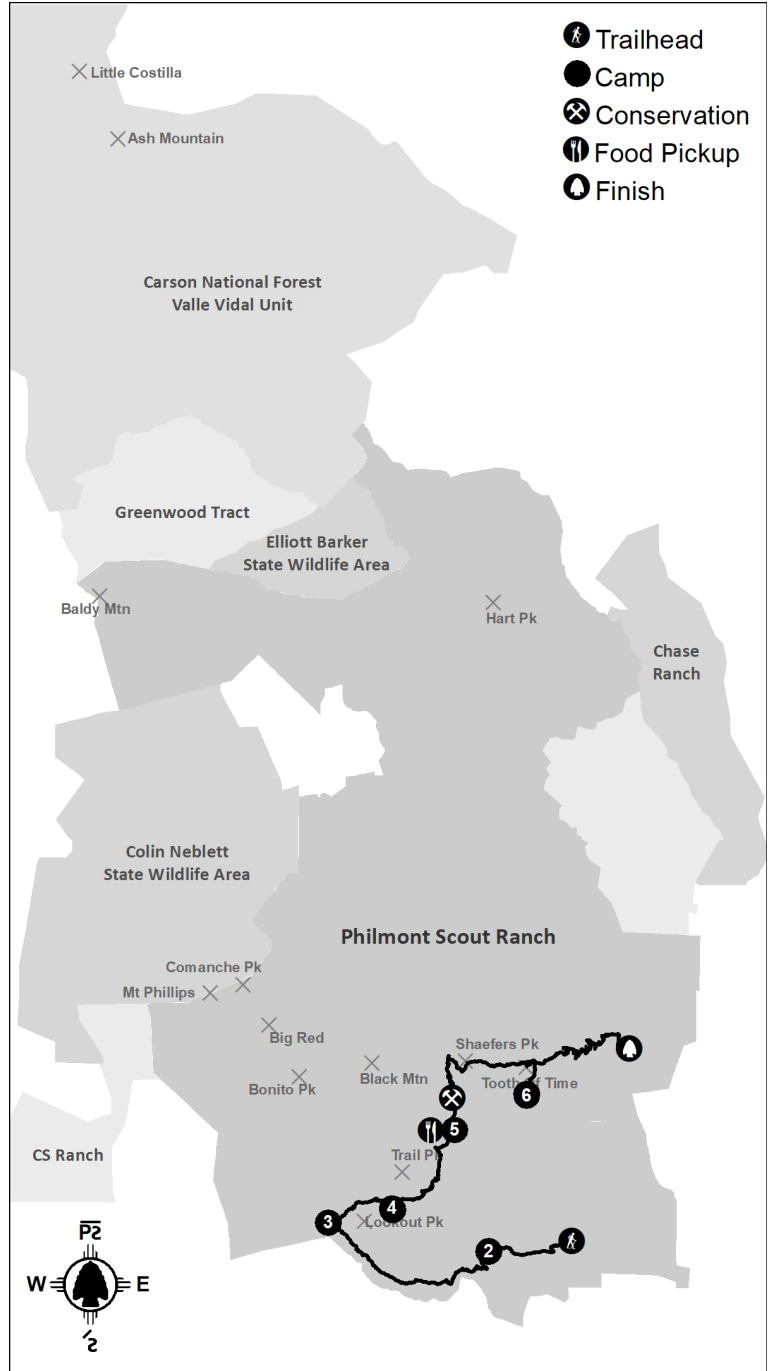 Trailhead
Camp
Conservation
Food Pickup
Finish
Little Costilla
Ash Mountain
Carson National Forest
Valle Vidal Unit
Greenwood Tract
Elliott Barker
State Wildlife Area
Baldy Mtn
Hart Pk
Chase
Ranch
Colin Neblett
State Wildlife Area
Philmont Scout Ranch
Comanche Pk
Mt Phillips
Big Red
Shaefers Pk
Black Mtn
Bonito Pk
Tooth of Time
6
5
CS Ranch
Trail Pk
4
3
Lookout Pk
2
W
E